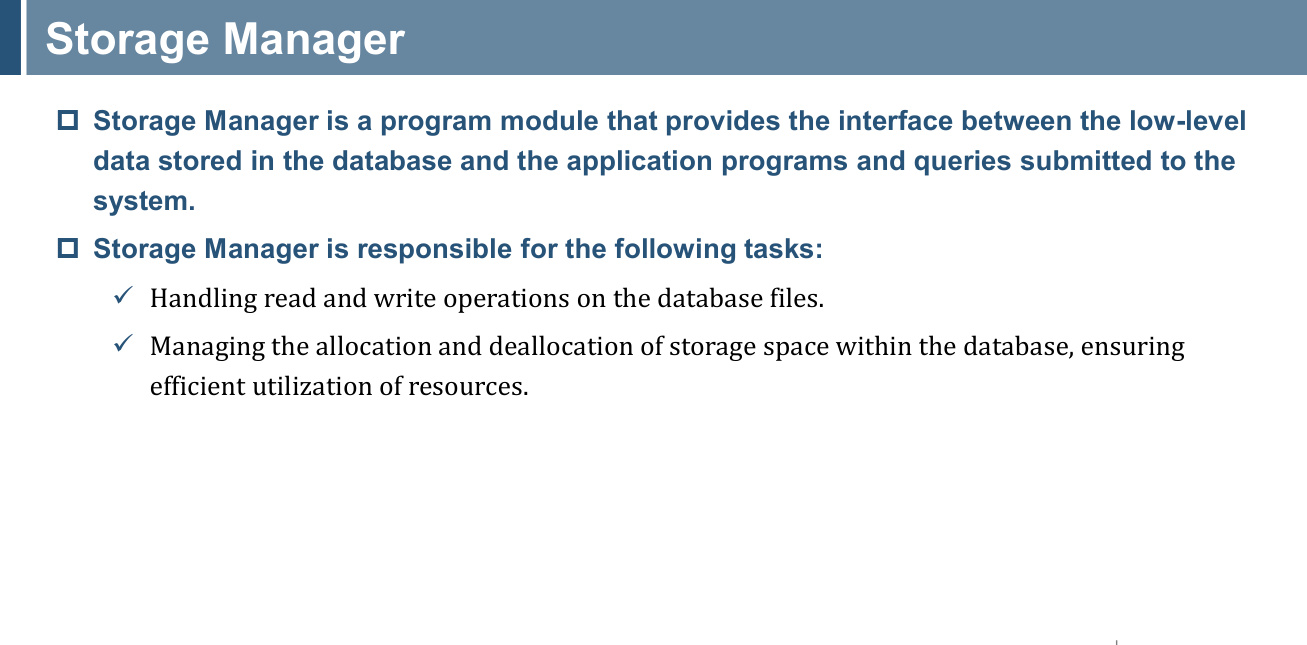 Storage Manager
Storage Manager is a program module that provides the interface between the low-level
data stored in the database and the application programs and queries submitted to the
system.
Storage Manager is responsible for the following tasks:
Handling read and write operations on the database files.
Managing the allocation and deallocation of storage space within the database, ensuring
efficient utilization of resources.